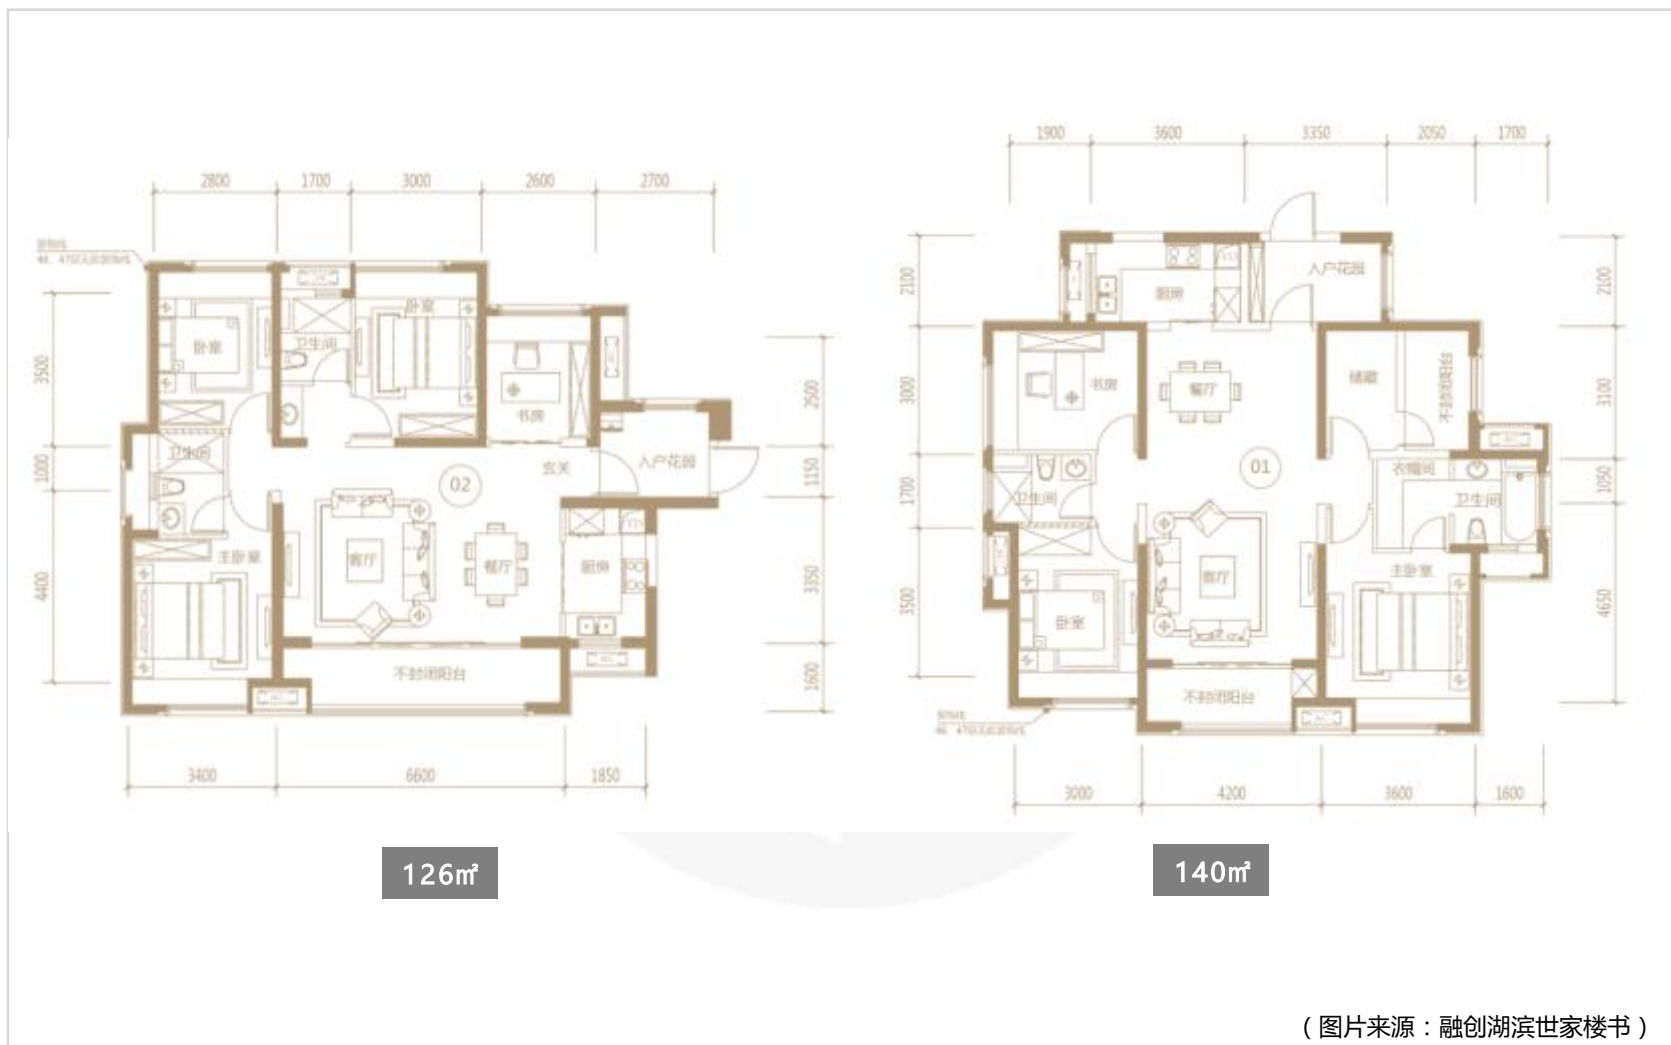 2800 1700 3000 2600 2700
3500
1000
4400
2500
1150
3350
1600
卧室
卫生间
卧室
书房
卫生间
02
玄关
入户花园
主卧室
客厅
餐厅
厨房
不封闭阳台
3400 6600 1850
126㎡
1900 3600 3350 2050 1700
2100
3000
1700
3500
2100
3100
1050
4650
入户花园
厨房
书房
餐厅
储藏
不封闭阳台
01
衣帽间
卫生间
卫生间
主卧室
客厅
卧室
不封闭阳台
3000 4200 3600 1600
140㎡
（图片来源：融创湖滨世家楼书）